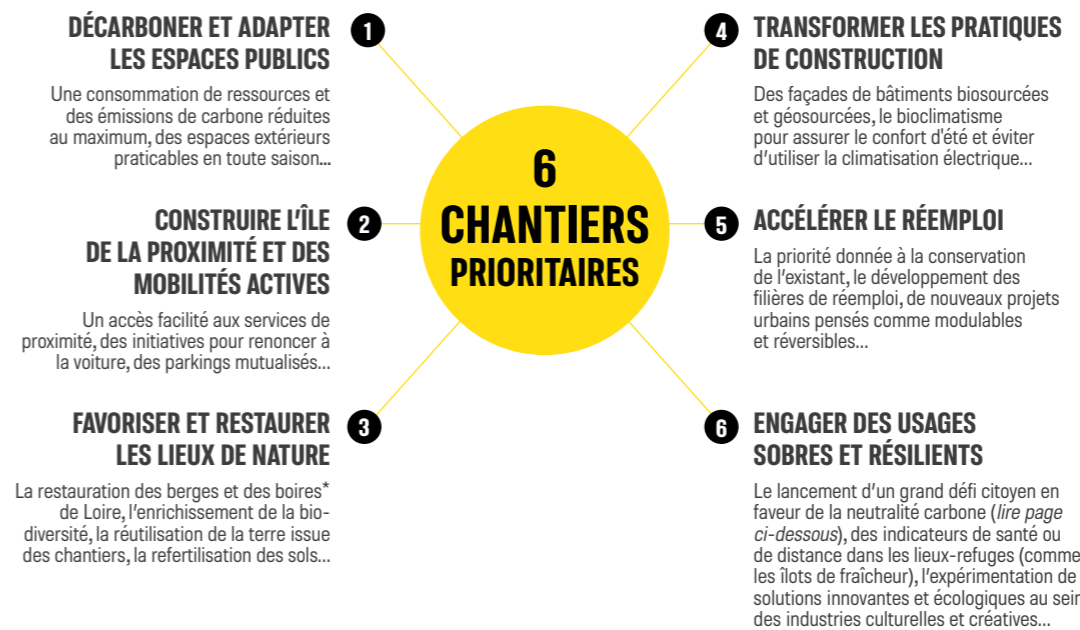 6
CHANTIERS
PRIORITAIRES
1
DÉCARBONER ET ADAPTER
LES ESPACES PUBLICS
Une consommation de ressources et
des émissions de carbone réduites
au maximum, des espaces extérieurs
praticables en toute saison...
2
CONSTRUIRE L'ÎLE
DE LA PROXIMITÉ ET DES
MOBILITÉS ACTIVES
Un accès facilité aux services de
proximité, des initiatives pour renoncer à
la voiture, des parkings mutualisés...
3
FAVORISER ET RESTAURER
LES LIEUX DE NATURE
La restauration des berges et des boires*
de Loire, l'enrichissement de la bio-
diversité, la réutilisation de la terre issue
des chantiers, la refertilisation des sols...
4
TRANSFORMER LES PRATIQUES
DE CONSTRUCTION
Des façades de bâtiments biosourcées
et géosourcées, le bioclimatisme
pour assurer le confort d'été et éviter
d'utiliser la climatisation électrique...
5
ACCÉLÉRER LE RÉEMPLOI
La priorité donnée à la conservation
de l'existant, le développement des
filières de réemploi, de nouveaux projets
urbains pensés comme modulables
et réversibles...
6
ENGAGER DES USAGES
SOBRES ET RÉSILIENTS
Le lancement d'un grand défi citoyen en
faveur de la neutralité carbone (lire page
ci-dessous), des indicateurs de santé ou
de distance dans les lieux-refuges (comme
les îlots de fraîcheur), l'expérimentation de
solutions innovantes et écologiques au sein
des industries culturelles et créatives...